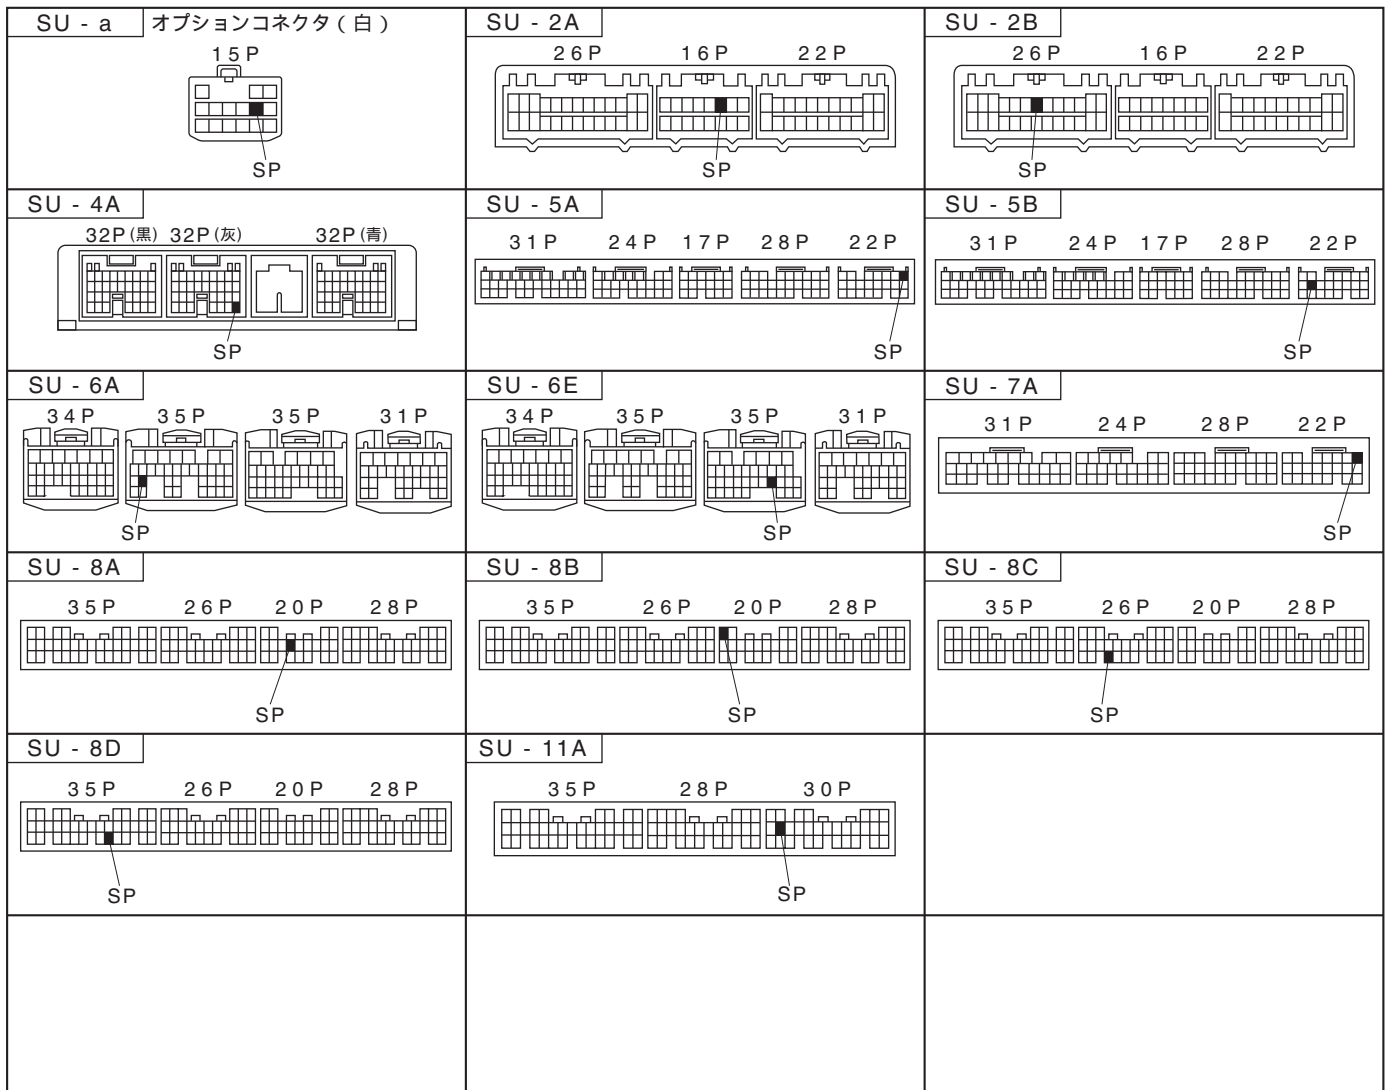 SU - a オプションコネクタ ( 白 )
15P
SP
SU - 2A
26P 16P 22P
SP
SU - 2B
26P 16P 22P
SP
SU - 4A
32P (黒) 32P (灰) 32P (青)
SP
SU - 5A
31P 24P 17P 28P 22P
SP
SU - 5B
31P 24P 17P 28P 22P
SP
SU - 6A
34P 35P 35P 31P
SP
SU - 6E
34P 35P 35P 31P
SP
SU - 7A
31P 24P 28P 22P
SP
SU - 8A
35P 26P 20P 28P
SP
SU - 8B
35P 26P 20P 28P
SP
SU - 8C
35P 26P 20P 28P
SP
SU - 8D
35P 26P 20P 28P
SP
SU - 11A
35P 28P 30P
SP